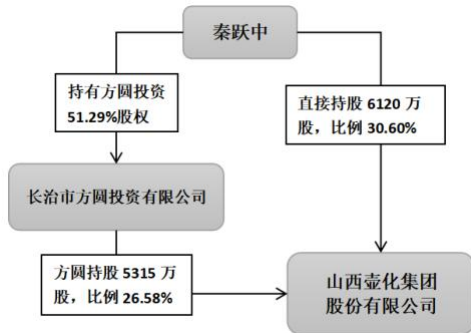 秦跃中
持有方圆投资
51.29%股权
直接持股 6120 万
股，比例 30.60%
长治市方圆投资有限公司
方圆持股 5315 万
股，比例 26.58%
山西壶化集团
股份有限公司